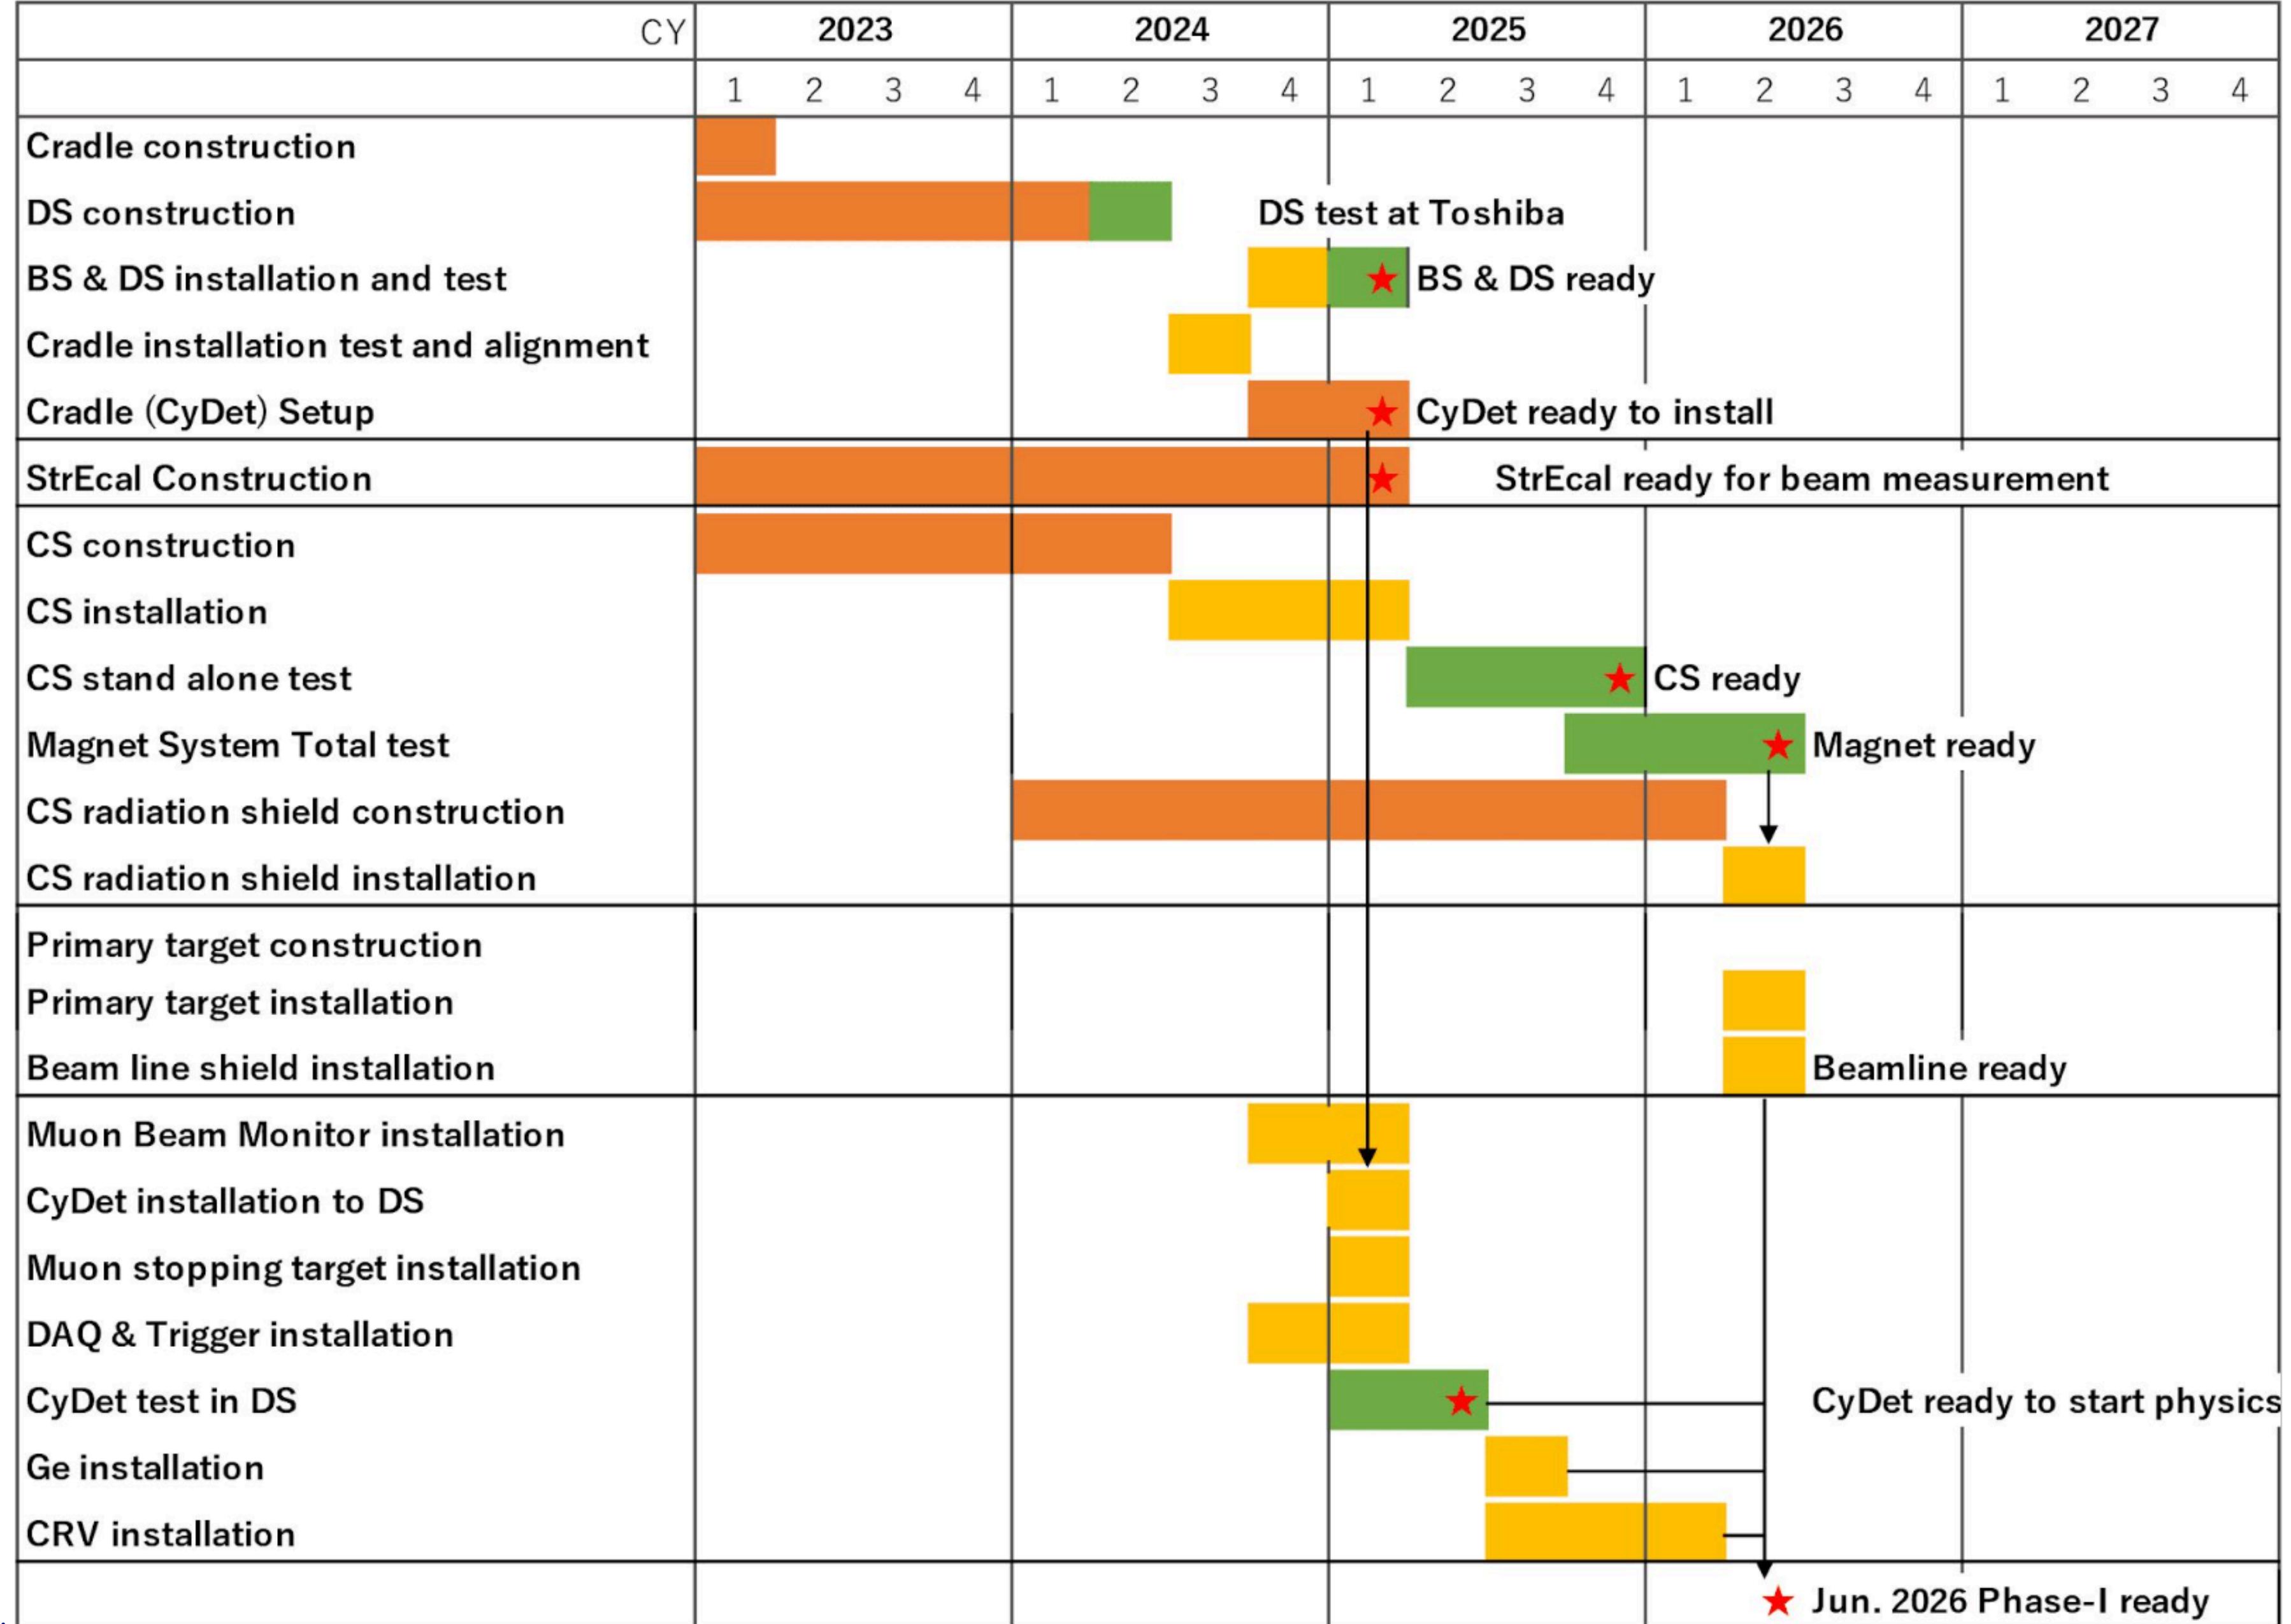 CY 2023 2024 2025 2026 2027
1 2 3 4 1 2 3 4 1 2 3 4 1 2 3 4 1 2 3 4
Cradle construction
DS construction DS test at Toshiba
BS & DS installation and test BS & DS ready
Cradle installation test and alignment
Cradle (CyDet) Setup CyDet ready to install
StrEcal Construction StrEcal ready for beam measurement
CS construction
CS installation
CS stand alone test CS ready
Magnet System Total test Magnet ready
CS radiation shield construction
CS radiation shield installation
Primary target construction
Primary target installation
Beam line shield installation Beamline ready
Muon Beam Monitor installation
CyDet installation to DS
Muon stopping target installation
DAQ & Trigger installation
CyDet test in DS CyDet ready to start physics
Ge installation
CRV installation
Jun. 2026 Phase-I ready